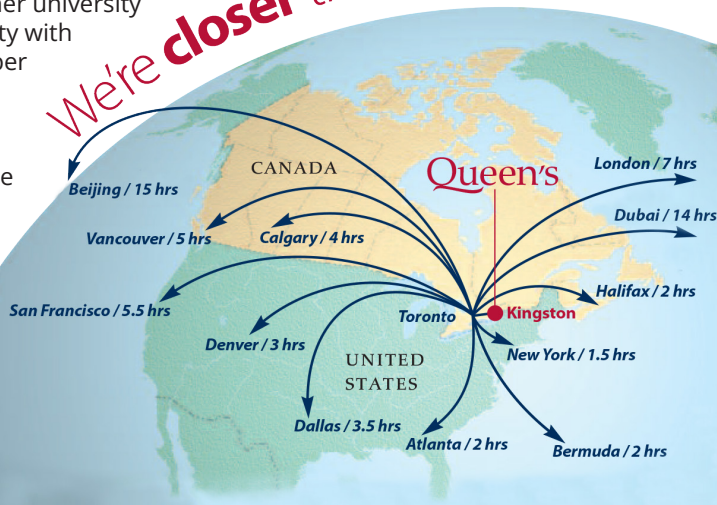 ner university
ty with
per
e
We're closer
CANADA
Queen's
London / 7 hrs
Beijing / 15 hrs
Dubai / 14 hrs
Vancouver / 5 hrs
Calgary / 4 hrs
San Francisco / 5.5 hrs
Halifax / 2 hrs
Toronto
Kingston
Denver / 3 hrs
New York / 1.5 hrs
UNITED
STATES
Dallas / 3.5 hrs
Atlanta / 2 hrs
Bermuda / 2 hrs